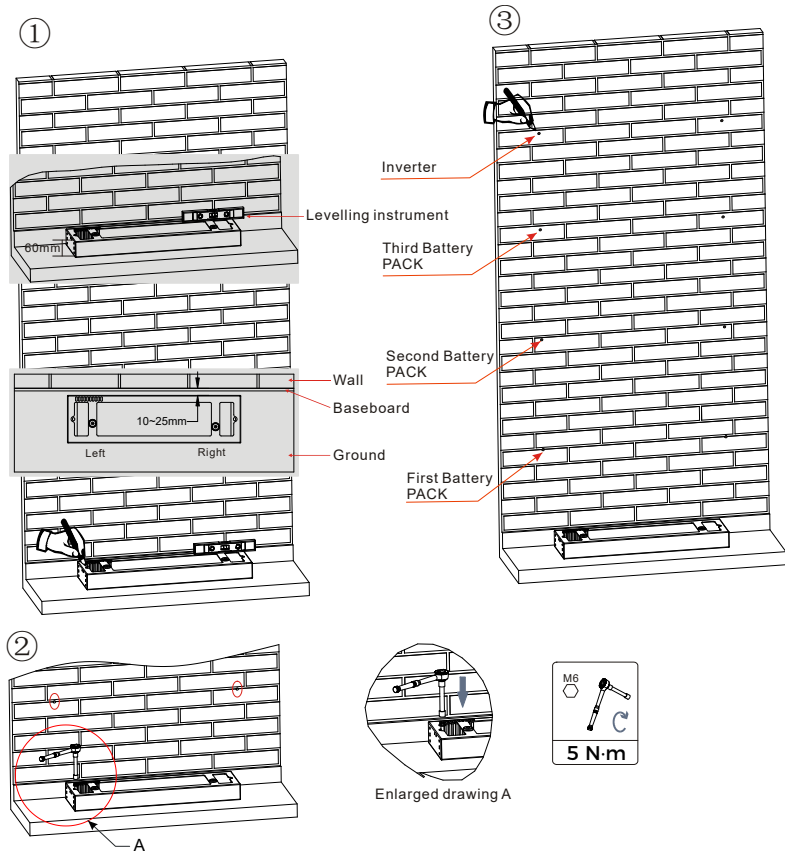 ①
Levelling instrument
60mm
Wall
Baseboard
10~25mm
Left
Right
Ground
②
A
Enlarged drawing A
M6
5 N·m
③
Inverter
Third Battery
PACK
Second Battery
PACK
First Battery
PACK